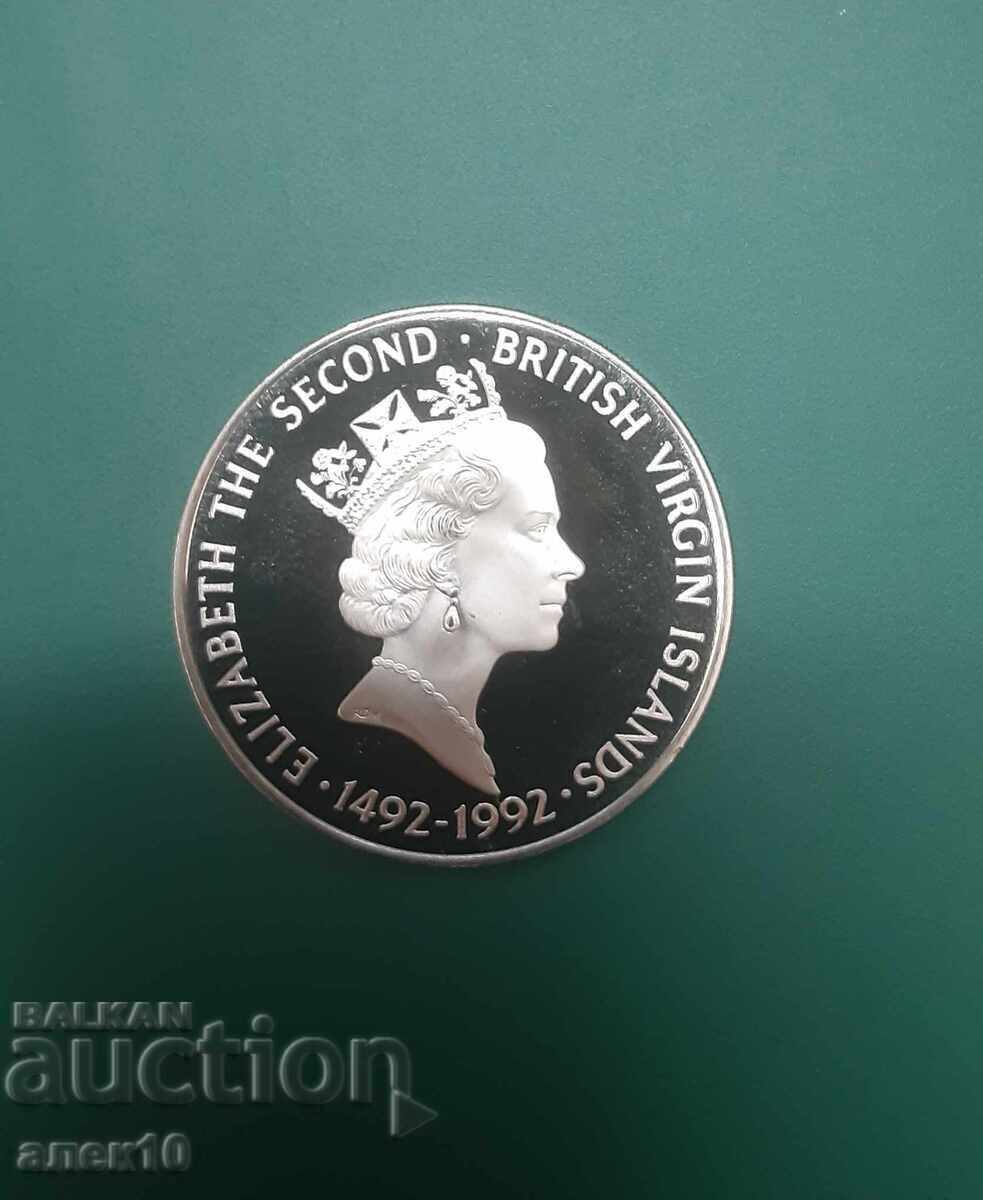 ELIZABETH THE SECOND · BRITISH VIRGIN ISLANDS ·
1492-1992 ·
BALKAN
auction
алек10